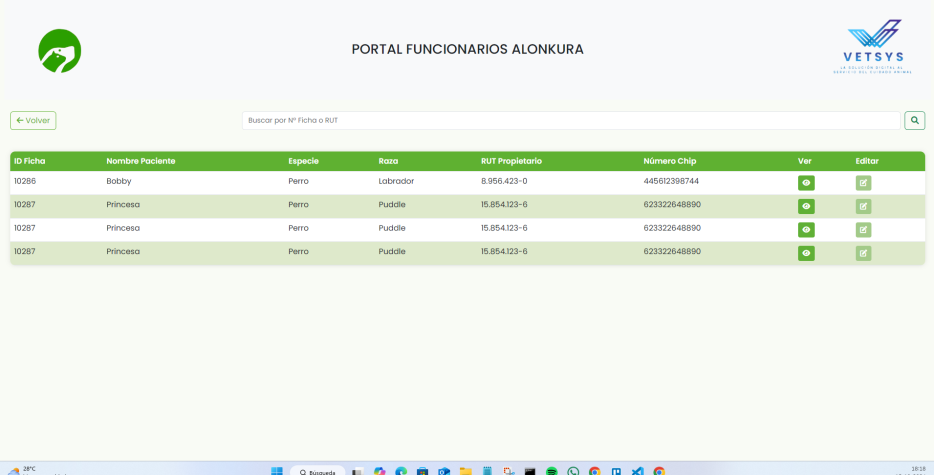 PORTAL FUNCIONARIOS ALONKURA
VETSYS
LA SOLUCIÓN DIGITAL AL
SERVICIO DEL CUIDADO ANIMAL
← Volver
Buscar por Nº Ficha o RUT
ID Ficha Nombre Paciente Especie Raza RUT Propietario Número Chip Ver Editar
10286 Bobby Perro Labrador 8.956.423-0 445612398744
10287 Princesa Perro Puddle 15.854.123-6 623322648890
10287 Princesa Perro Puddle 15.854.123-6 623322648890
10287 Princesa Perro Puddle 15.854.123-6 623322648890
28°C
Búsqueda
18:18